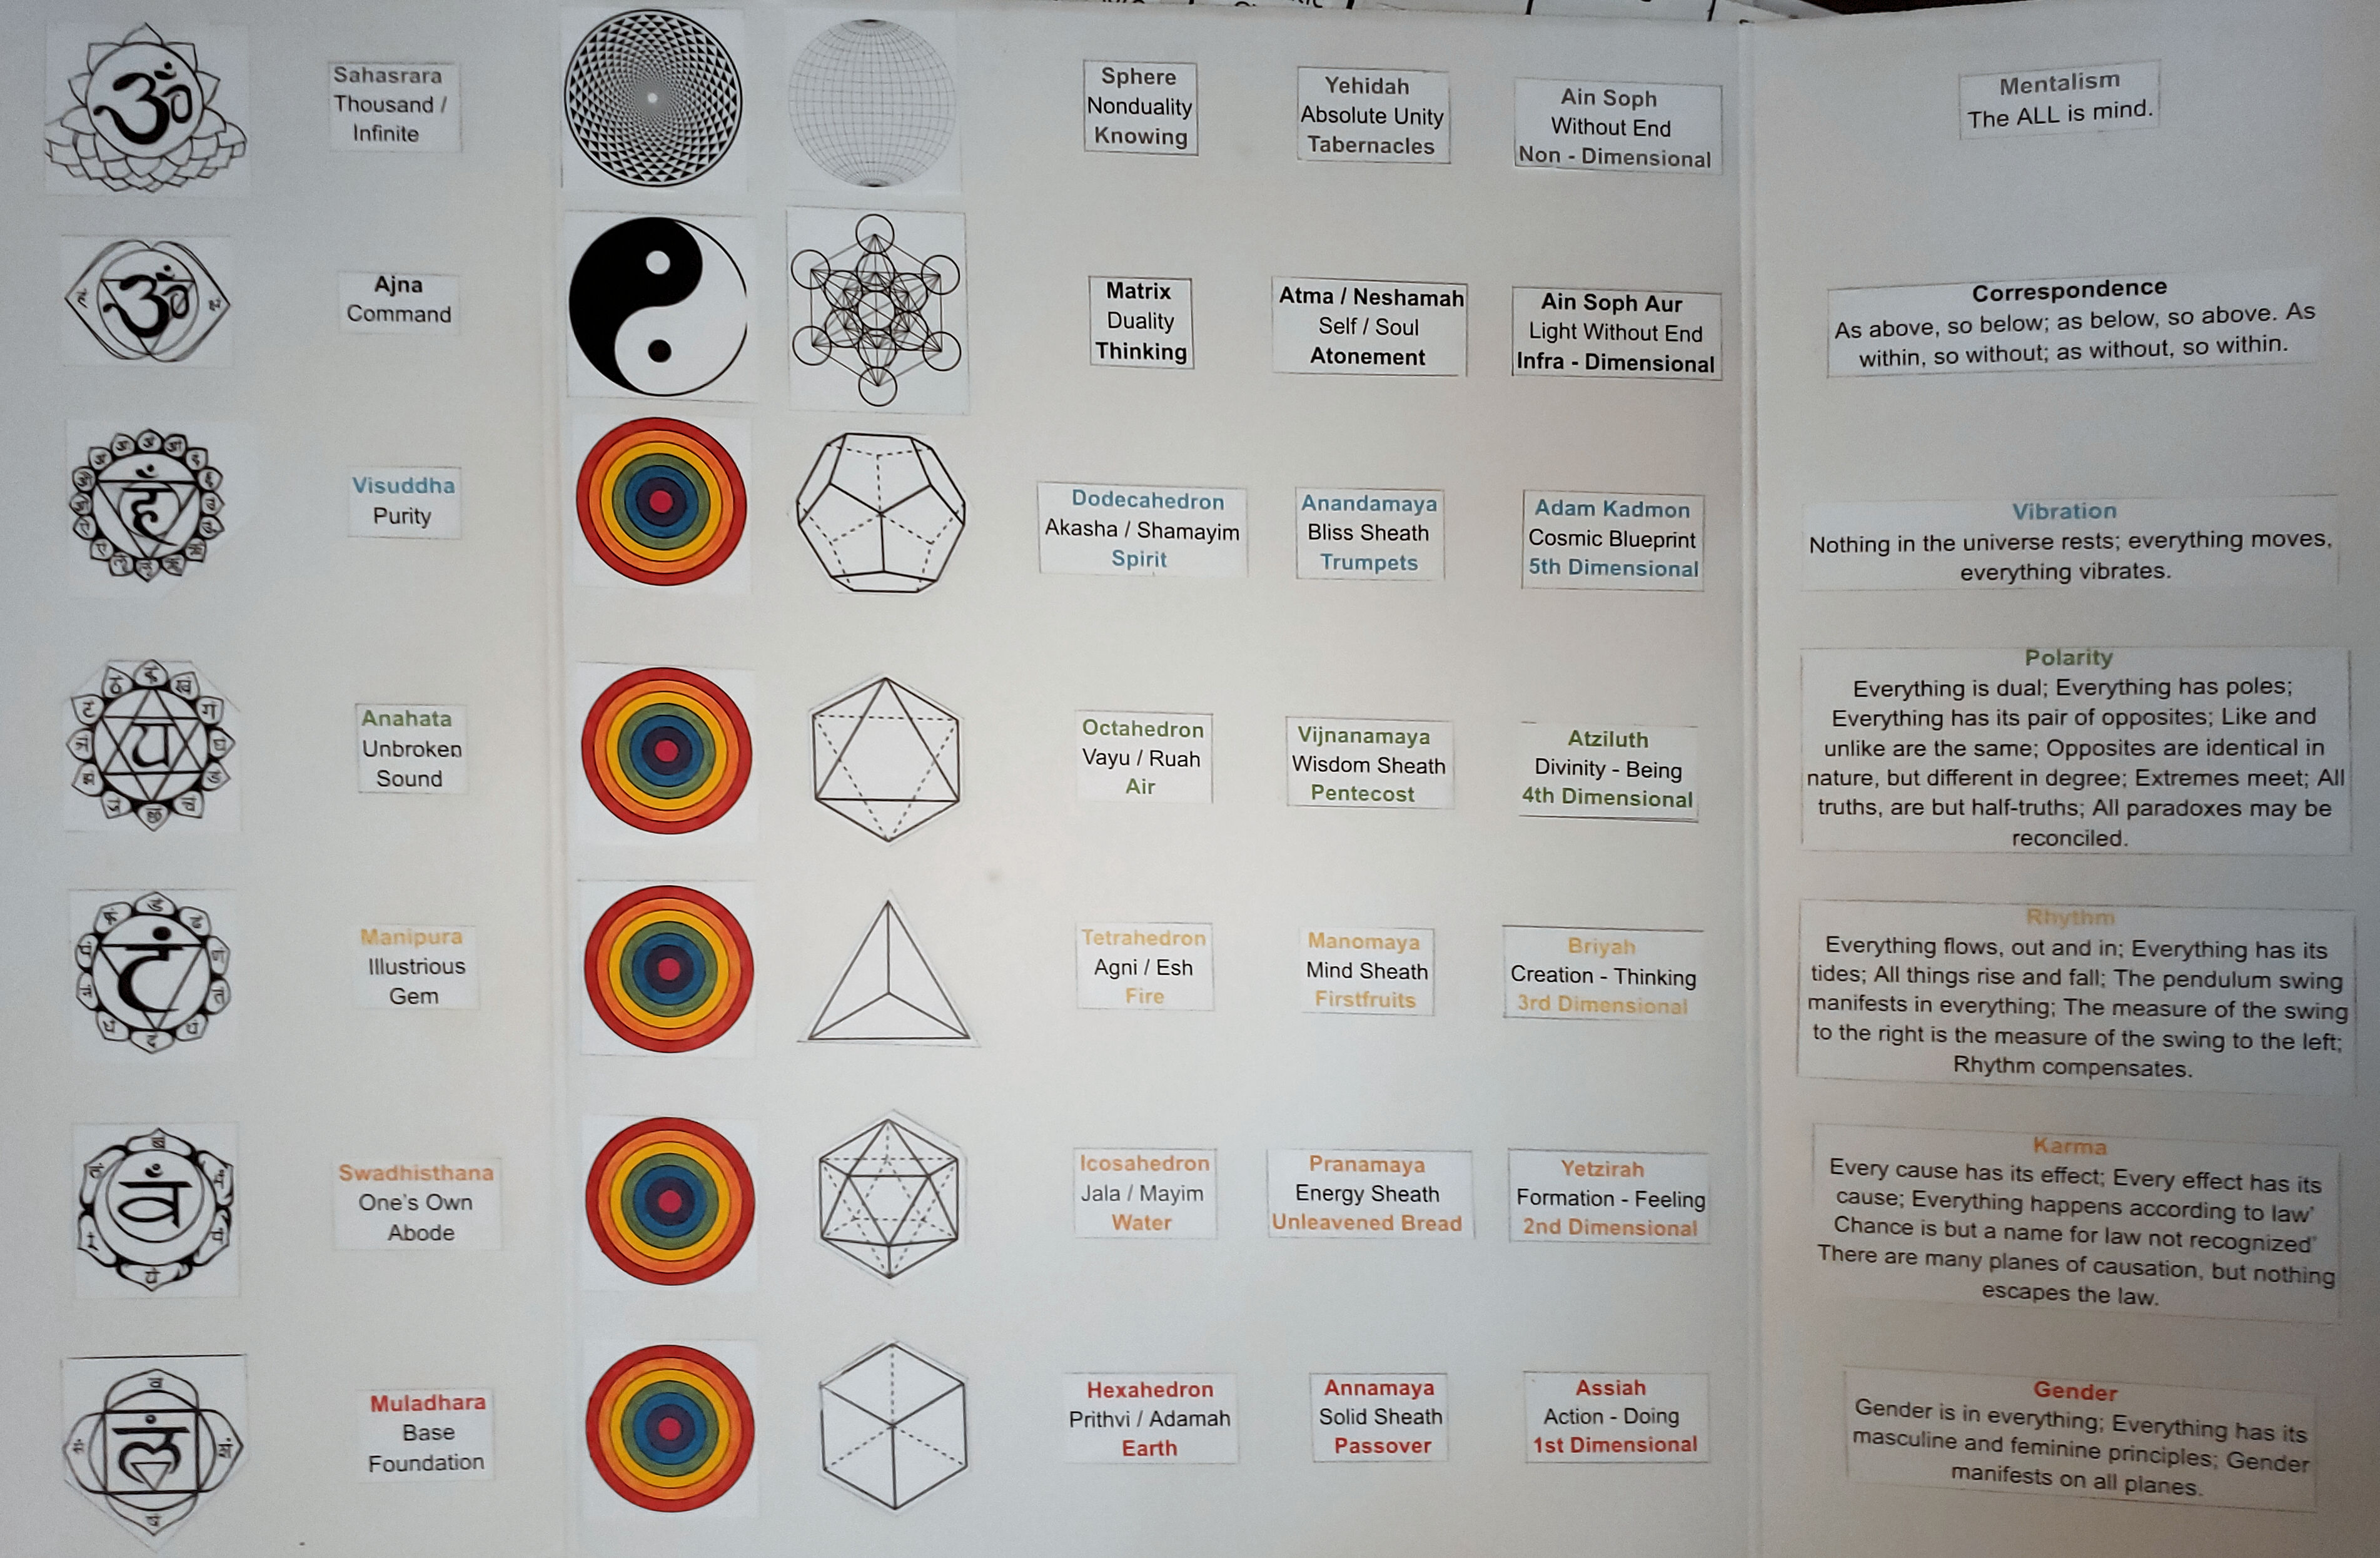 ॐ
Sahasrara
Thousand /
Infinite
Sphere
Nonduality
Knowing
Yehidah
Absolute Unity
Tabernacles
Ain Soph
Without End
Non - Dimensional
Mentalism
The ALL is mind.
ॐ
Ajna
Command
Matrix
Duality
Thinking
Atma / Neshamah
Self / Soul
Atonement
Ain Soph Aur
Light Without End
Infra - Dimensional
Correspondence
As above, so below; as below, so above. As
within, so without; as without, so within.
हं
Visuddha
Purity
Dodecahedron
Akasha / Shamayim
Spirit
Anandamaya
Bliss Sheath
Trumpets
Adam Kadmon
Cosmic Blueprint
5th Dimensional
Vibration
Nothing in the universe rests; everything moves,
everything vibrates.
य
Anahata
Unbroken
Sound
Octahedron
Vayu / Ruah
Air
Vijnanamaya
Wisdom Sheath
Pentecost
Atziluth
Divinity - Being
4th Dimensional
Polarity
Everything is dual; Everything has poles;
Everything has its pair of opposites; Like and
unlike are the same; Opposites are identical in
nature, but different in degree; Extremes meet; All
truths, are but half-truths; All paradoxes may be
reconciled.
Manipura
Illustrious
Gem
Tetrahedron
Agni / Esh
Fire
Manomaya
Mind Sheath
Firstfruits
Briyah
Creation - Thinking
3rd Dimensional
Rhythm
Everything flows, out and in; Everything has its
tides; All things rise and fall; The pendulum swing
manifests in everything; The measure of the swing
to the right is the measure of the swing to the left;
Rhythm compensates.
वं
Swadhisthana
One's Own
Abode
Icosahedron
Jala / Mayim
Water
Pranamaya
Energy Sheath
Unleavened Bread
Yetzirah
Formation - Feeling
2nd Dimensional
Karma
Every cause has its effect; Every effect has its
cause; Everything happens according to law'
Chance is but a name for law not recognized'
There are many planes of causation, but nothing
escapes the law.
लं
Muladhara
Base
Foundation
Hexahedron
Prithvi / Adamah
Earth
Annamaya
Solid Sheath
Passover
Assiah
Action - Doing
1st Dimensional
Gender
Gender is in everything; Everything has its
masculine and feminine principles; Gender
manifests on all planes.